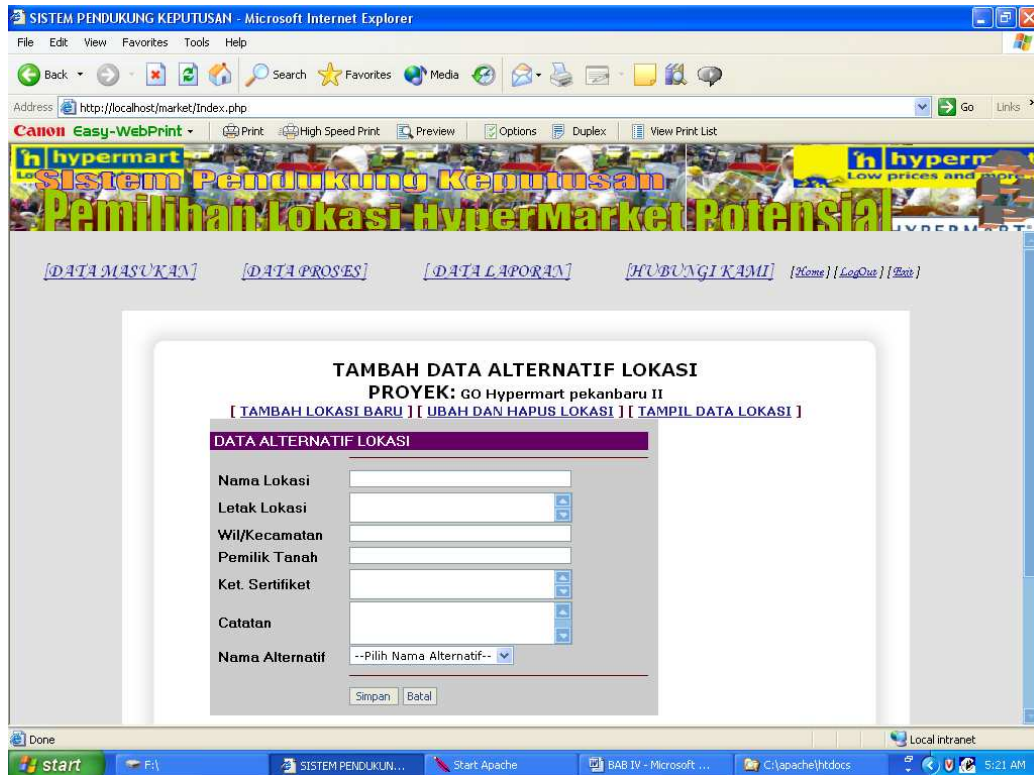 SISTEM PENDUKUNG KEPUTUSAN - Microsoft Internet Explorer
File Edit View Favorites Tools Help
Back Search Favorites Media
Address http://localhost/market/Index.php Go Links
Canon Easy-WebPrint Print High Speed Print Preview Options Duplex View Print List
hypermart hyperm
Low prices and more
Sistem Pendukung Keputusan
Pemilihan Lokasi HyperMarket Potensial
[DATA MASUKAN] [DATA PROSES] [DATA LAPORAN] [HUBUNGI KAMI] [Home] [LogOut] [Exit]
TAMBAH DATA ALTERNATIF LOKASI
PROYEK: GO Hypermart pekanbaru II
[ TAMBAH LOKASI BARU ] [ UBAH DAN HAPUS LOKASI ] [ TAMPIL DATA LOKASI ]
DATA ALTERNATIF LOKASI
Nama Lokasi
Letak Lokasi
Wil/Kecamatan
Pemilik Tanah
Ket. Sertifiket
Catatan
Nama Alternatif --Pilih Nama Alternatif--
Simpan Batal
Done Local intranet
start F:\ SISTEM PENDUKUN... Start Apache BAB IV - Microsoft ... C:\apache\htdocs 5:21 AM